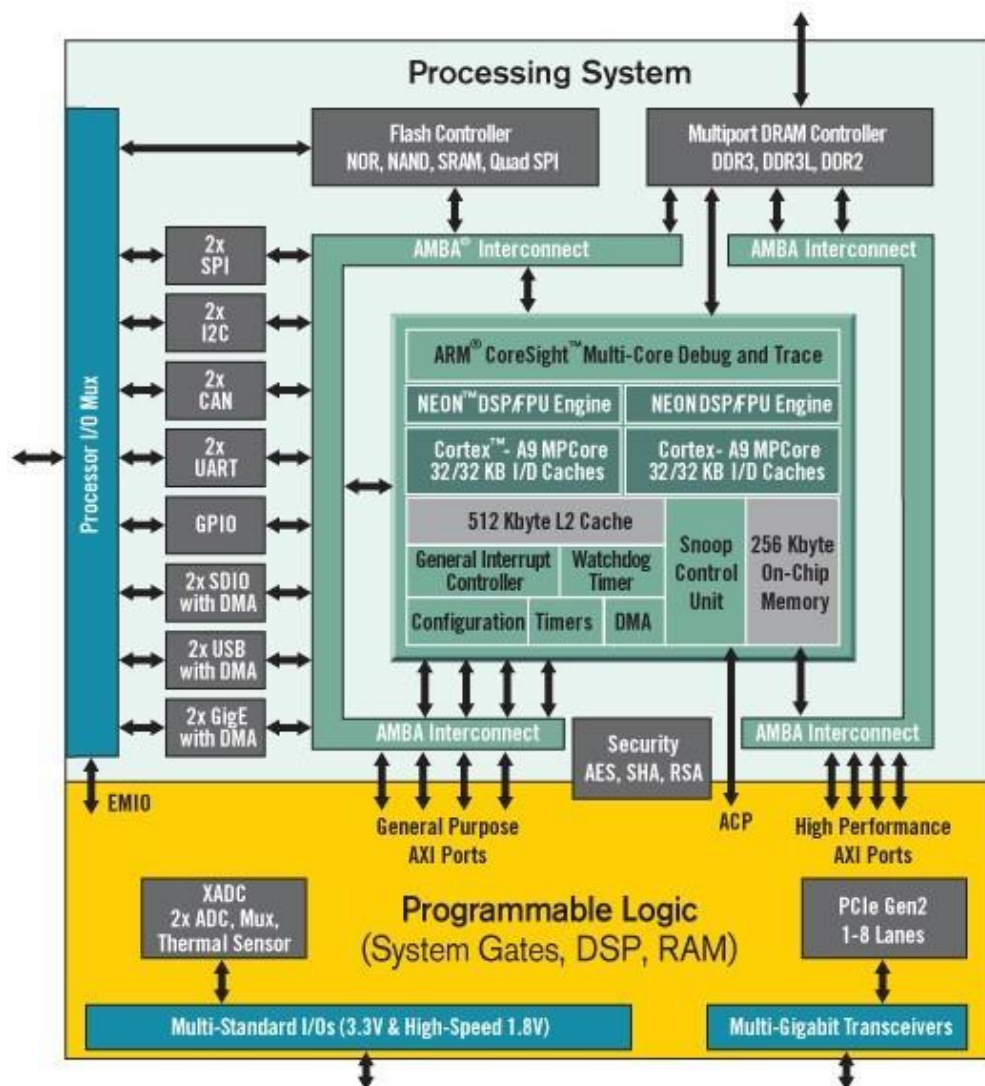 Processing System
Flash Controller
NOR, NAND, SRAM, Quad SPI
Multiport DRAM Controller
DDR3, DDR3L, DDR2
Processor I/O Mux
2x
SPI
2x
I2C
2x
CAN
2x
UART
GPIO
2x SDIO
with DMA
2x USB
with DMA
2x GigE
with DMA
AMBA® Interconnect
AMBA Interconnect
ARM® CoreSight™ Multi-Core Debug and Trace
NEON™ DSP/FPU Engine
NEON DSP/FPU Engine
Cortex™- A9 MPCore
32/32 KB I/D Caches
Cortex- A9 MPCore
32/32 KB I/D Caches
512 Kbyte L2 Cache
General Interrupt
Controller
Watchdog
Timer
Configuration
Timers
DMA
Snoop
Control
Unit
256 Kbyte
On-Chip
Memory
AMBA Interconnect
AMBA Interconnect
Security
AES, SHA, RSA
EMIO
General Purpose
AXI Ports
ACP
High Performance
AXI Ports
XADC
2x ADC, Mux,
Thermal Sensor
Programmable Logic
(System Gates, DSP, RAM)
PCIe Gen2
1-8 Lanes
Multi-Standard I/Os (3.3V & High-Speed 1.8V)
Multi-Gigabit Transceivers